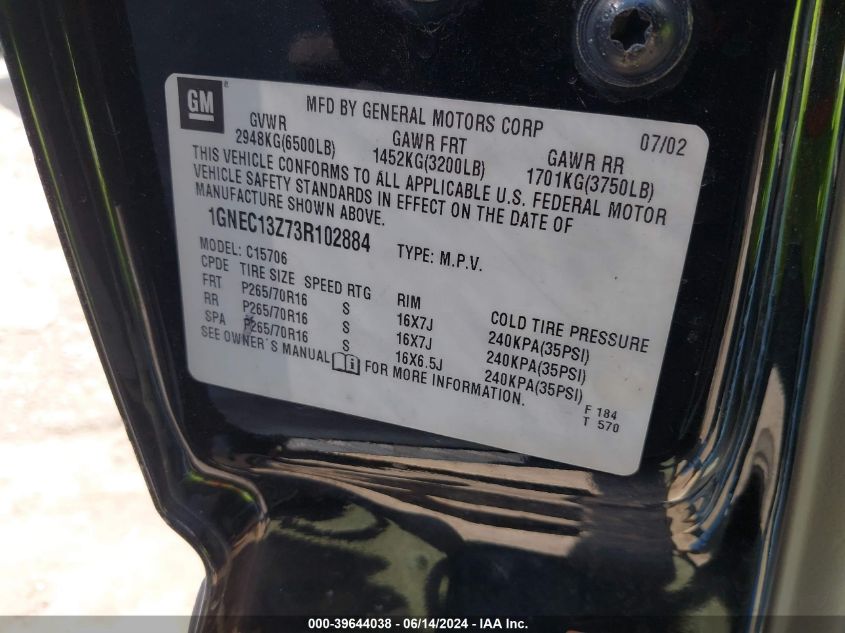 GM ®
MFD BY GENERAL MOTORS CORP 07/02
GVWR GAWR FRT GAWR RR
2948KG(6500LB) 1452KG(3200LB) 1701KG(3750LB)
THIS VEHICLE CONFORMS TO ALL APPLICABLE U.S. FEDERAL MOTOR
VEHICLE SAFETY STANDARDS IN EFFECT ON THE DATE OF
MANUFACTURE SHOWN ABOVE.
1GNEC13Z73R102884 TYPE: M.P.V.
MODEL: C15706
CPDE TIRE SIZE SPEED RTG RIM COLD TIRE PRESSURE
FRT P265/70R16 S 16X7J 240KPA(35PSI)
RR P265/70R16 S 16X7J 240KPA(35PSI)
SPA P265/70R16 S 16X6.5J 240KPA(35PSI)
SEE OWNER'S MANUAL i FOR MORE INFORMATION.
F 184
T 570
000-39644038 - 06/14/2024 - IAA Inc.